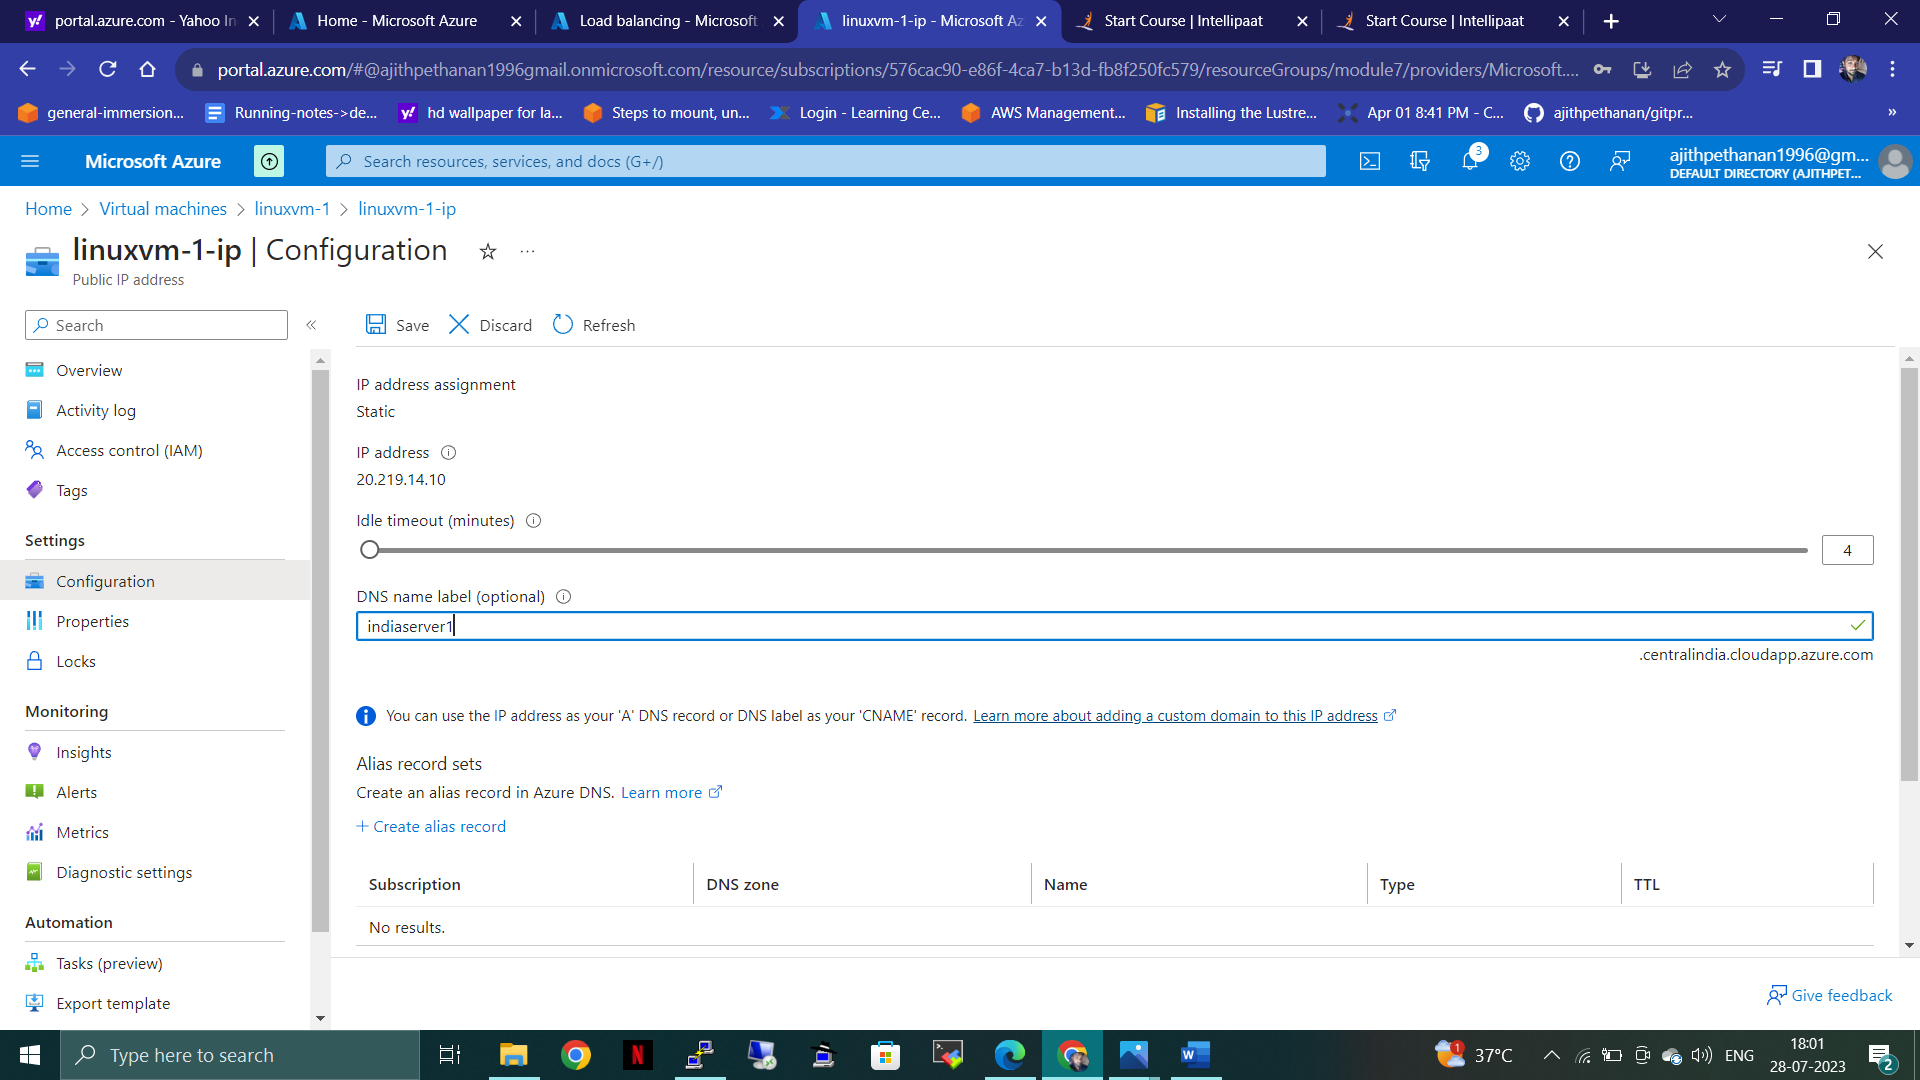 portal.azure.com - Yahoo In
Home - Microsoft Azure
Load balancing - Microsoft
linuxvm-1-ip - Microsoft Az
Start Course | Intellipaat
Start Course | Intellipaat
portal.azure.com/#@ajithpethanan1996gmail.onmicrosoft.com/resource/subscriptions/576cac90-e86f-4ca7-b13d-fb8f250fc579/resourceGroups/module7/providers/Microsoft....
general-immersion...
Running-notes->de...
hd wallpaper for la...
Steps to mount, un...
Login - Learning Ce...
AWS Management...
Installing the Lustre...
Apr 01 8:41 PM - C...
ajithpethanan/gitpr...
»
Microsoft Azure
Search resources, services, and docs (G+/)
3
ajithpethanan1996@gm...
DEFAULT DIRECTORY (AJITHPET...
Home > Virtual machines > linuxvm-1 > linuxvm-1-ip
linuxvm-1-ip | Configuration
Public IP address
Search
«
Save
Discard
Refresh
Overview
Activity log
Access control (IAM)
Tags
Settings
Configuration
Properties
Locks
Monitoring
Insights
Alerts
Metrics
Diagnostic settings
Automation
Tasks (preview)
Export template
IP address assignment
Static
IP address
20.219.14.10
Idle timeout (minutes)
4
DNS name label (optional)
indiaserver1
.centralindia.cloudapp.azure.com
You can use the IP address as your 'A' DNS record or DNS label as your 'CNAME' record. Learn more about adding a custom domain to this IP address
Alias record sets
Create an alias record in Azure DNS. Learn more
+ Create alias record
Subscription
DNS zone
Name
Type
TTL
No results.
Give feedback
Type here to search
1
37°C
ENG
18:01
28-07-2023
2